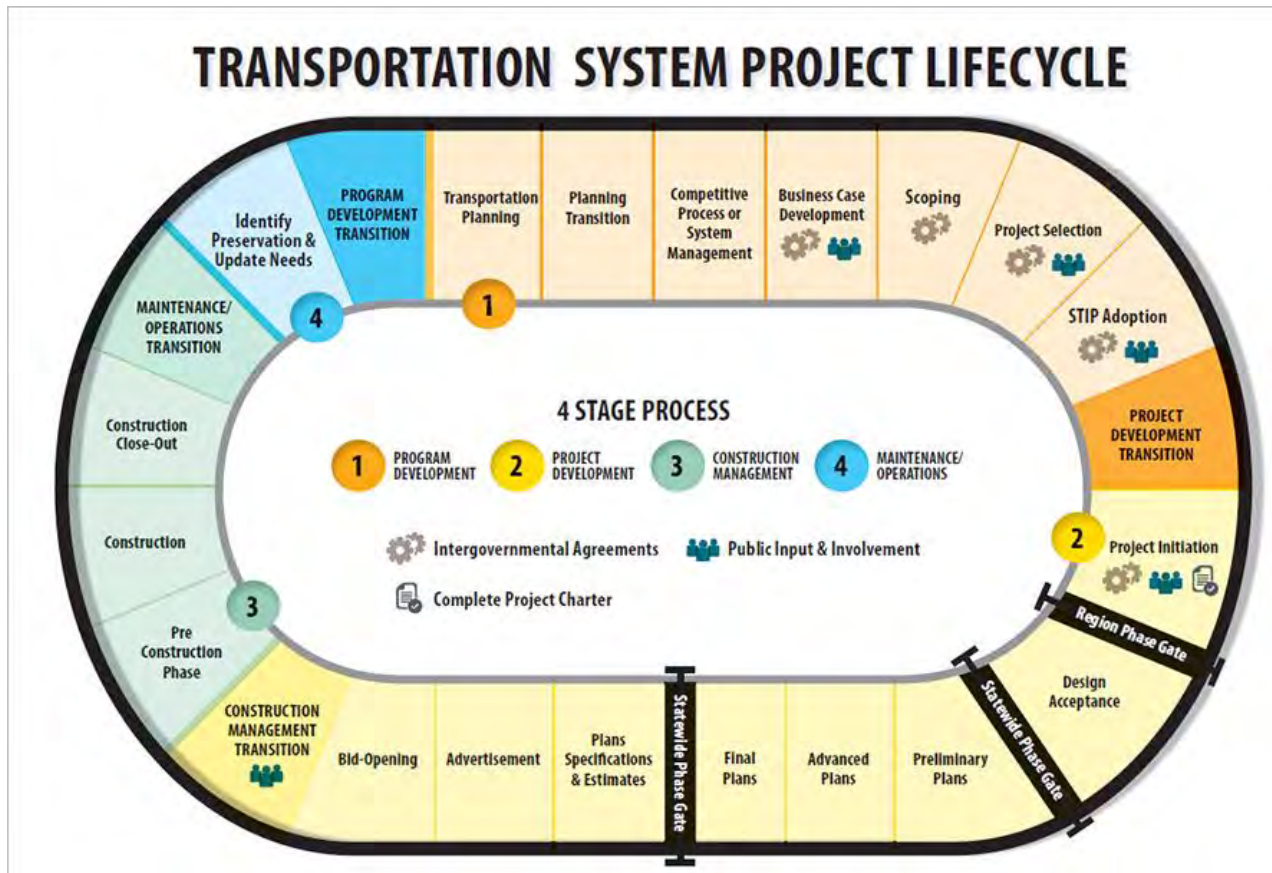 TRANSPORTATION SYSTEM PROJECT LIFECYCLE
PROGRAM
DEVELOPMENT
TRANSITION
Transportation
Planning
Planning
Transition
Competitive
Process or
System
Management
Business Case
Development
Scoping
Project Selection
STIP Adoption
PROJECT
DEVELOPMENT
TRANSITION
1
2
Project Initiation
Region Phase Gate
Design
Acceptance
Statewide Phase Gate
Preliminary
Plans
Advanced
Plans
Final
Plans
Statewide Phase Gate
Plans
Specifications
& Estimates
Advertisement
Bid-Opening
CONSTRUCTION
MANAGEMENT
TRANSITION
3
Pre
Construction
Phase
Construction
Construction
Close-Out
MAINTENANCE/
OPERATIONS
TRANSITION
4
Identify
Preservation &
Update Needs
4 STAGE PROCESS
1 PROGRAM
DEVELOPMENT
2 PROJECT
DEVELOPMENT
3 CONSTRUCTION
MANAGEMENT
4 MAINTENANCE/
OPERATIONS
Intergovernmental Agreements
Public Input & Involvement
Complete Project Charter